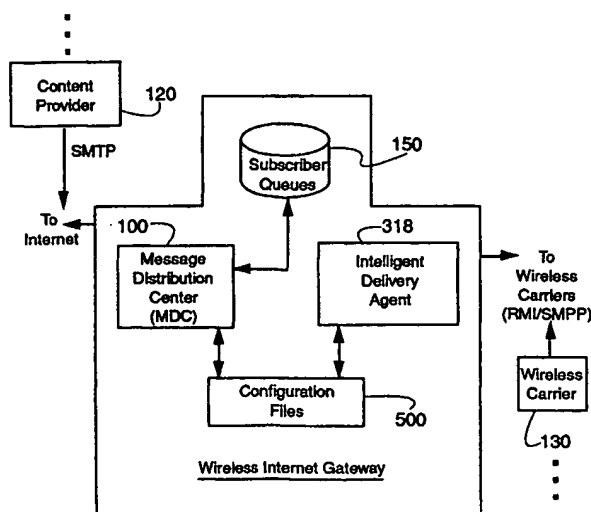 Content
Provider
120
SMTP
To
Internet
Subscriber
Queues
150
100
Message
Distribution
Center
(MDC)
318
Intelligent
Delivery
Agent
To
Wireless
Carriers
(RMI/SMPP)
Wireless
Carrier
130
Configuration
Files
500
Wireless Internet Gateway